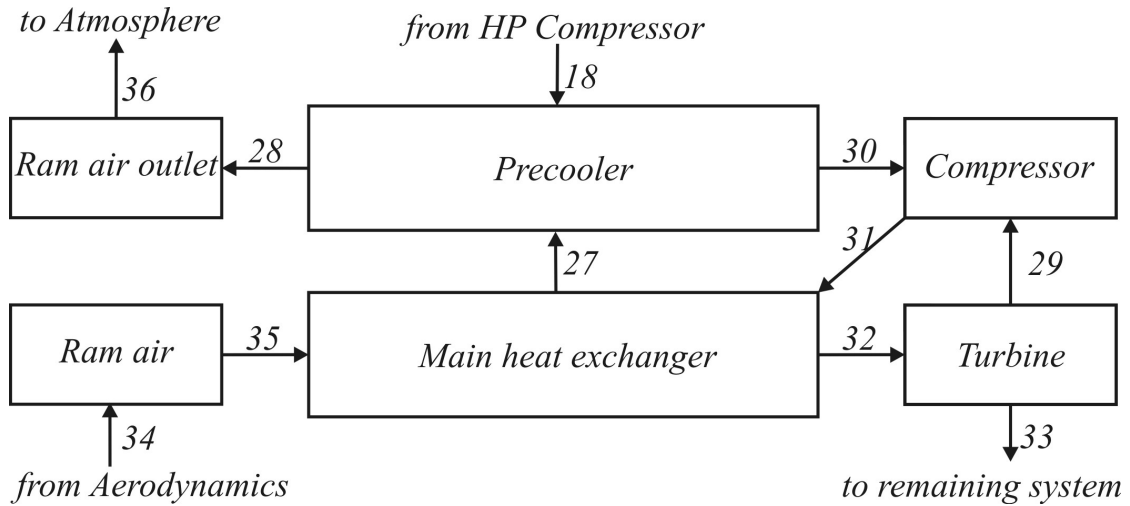 to Atmosphere
from HP Compressor
36
18
Ram air outlet
28
Precooler
30
Compressor
31
27
29
Ram air
35
Main heat exchanger
32
Turbine
34
33
from Aerodynamics
to remaining system